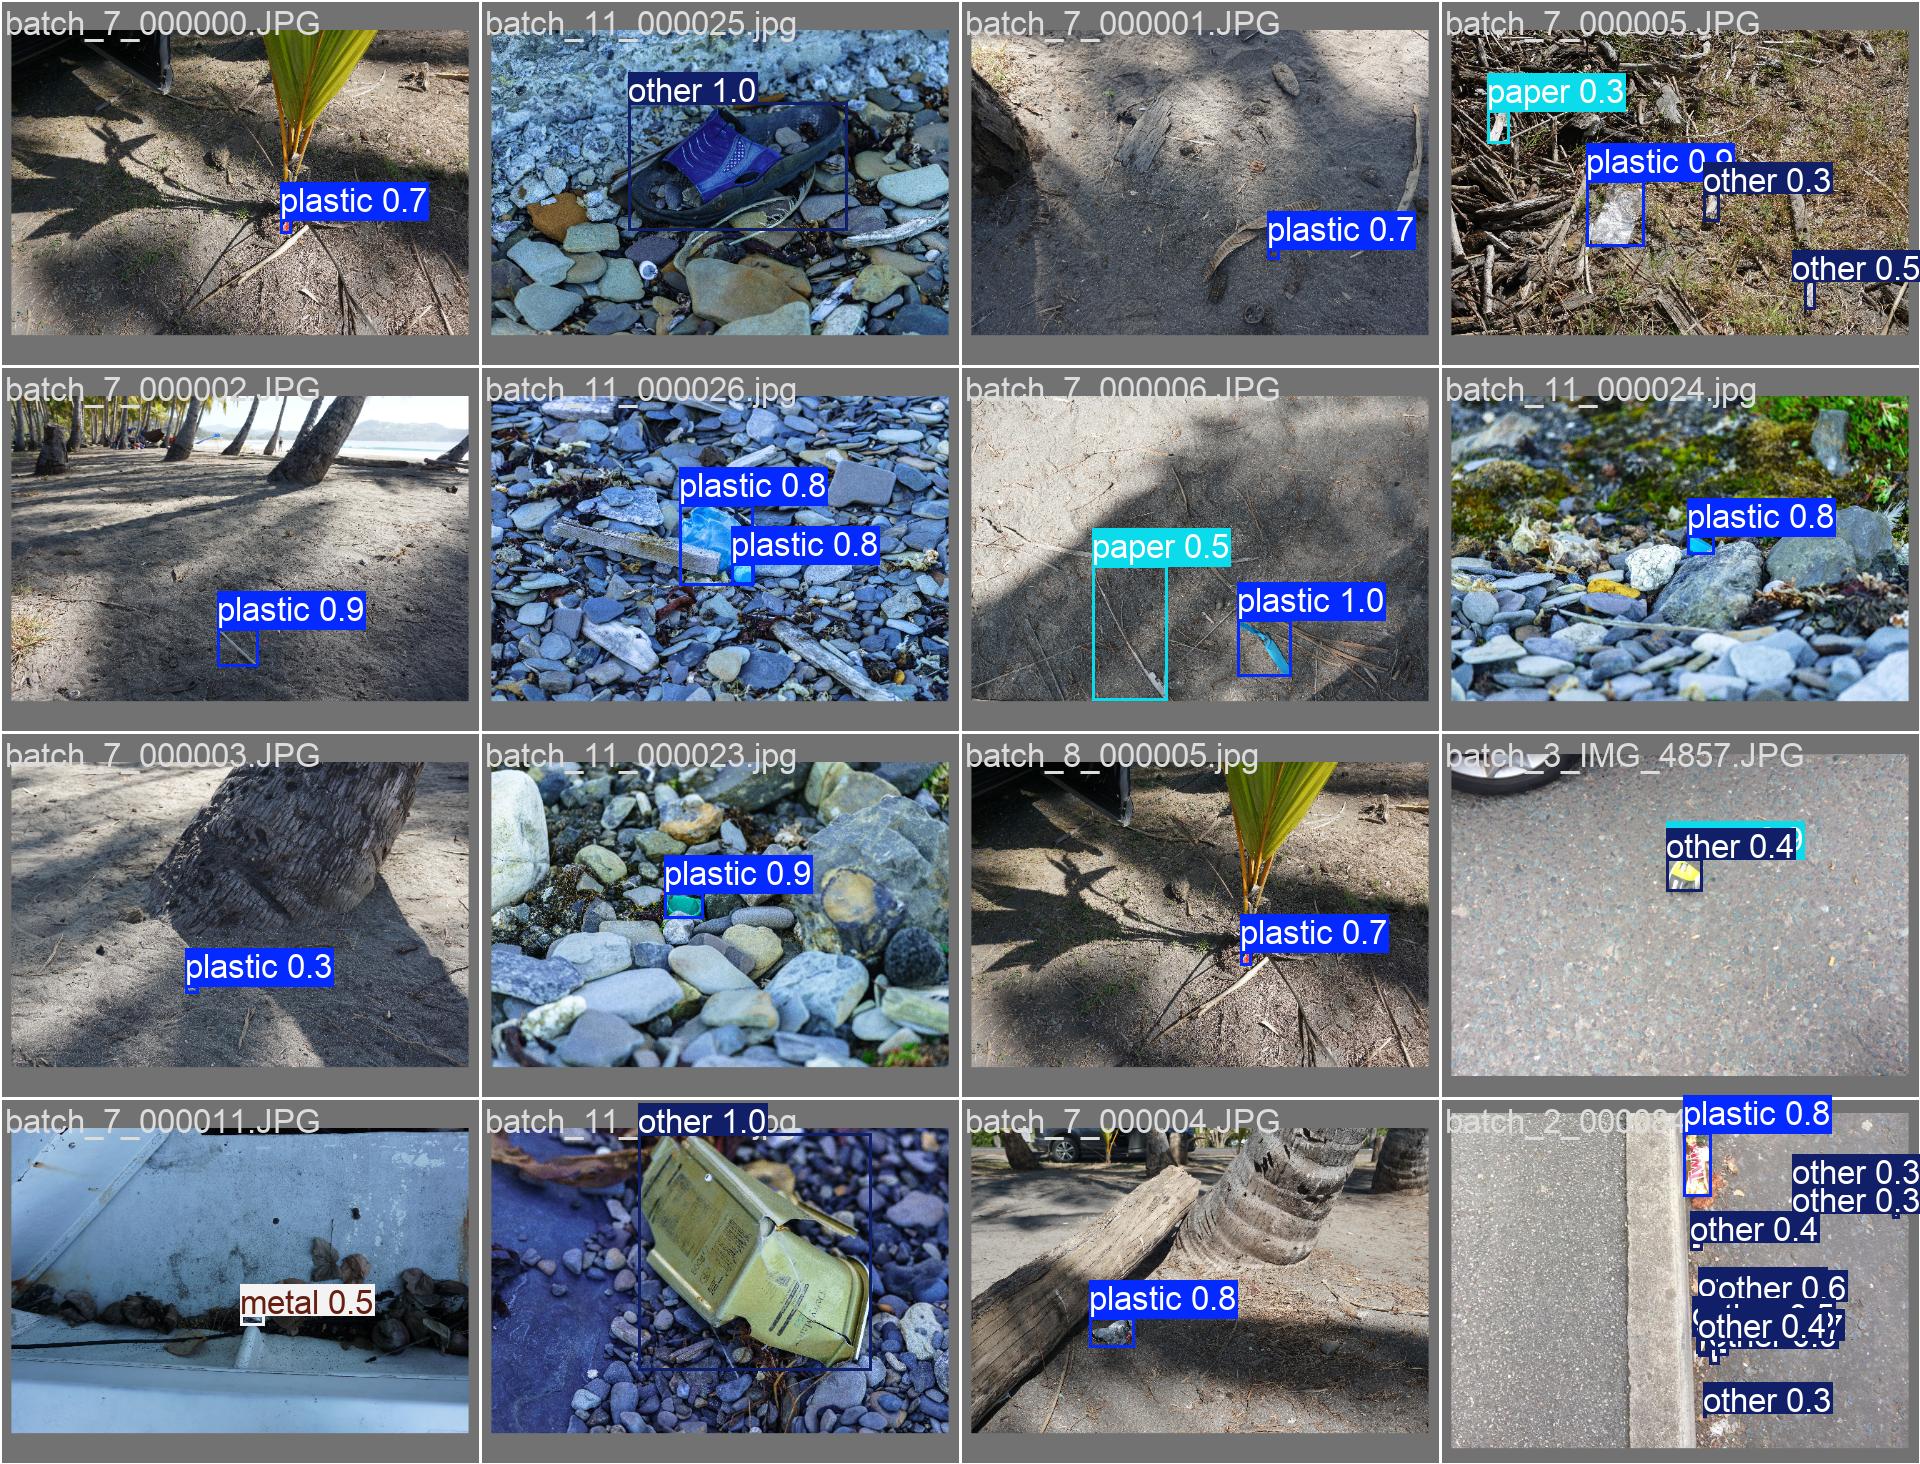 batch_7_000000.JPG
plastic 0.7
batch_11_000025.jpg
other 1.0
batch_7_000001.JPG
plastic 0.7
batch_7_000005.JPG
paper 0.3
plastic 0.9
other 0.3
other 0.5
batch_7_000002.JPG
plastic 0.9
batch_11_000026.jpg
plastic 0.8
plastic 0.8
batch_7_000006.JPG
paper 0.5
plastic 1.0
batch_11_000024.jpg
plastic 0.8
batch_7_000003.JPG
plastic 0.3
batch_11_000023.jpg
plastic 0.9
batch_8_000005.jpg
plastic 0.7
batch_3_IMG_4857.JPG
other 0.4
batch_7_000011.JPG
metal 0.5
batch_11_
other 1.0
batch_7_000004.JPG
plastic 0.8
plastic 0.8
other 0.3
other 0.3
other 0.4
other 0.6
other 0.4
other 0.3